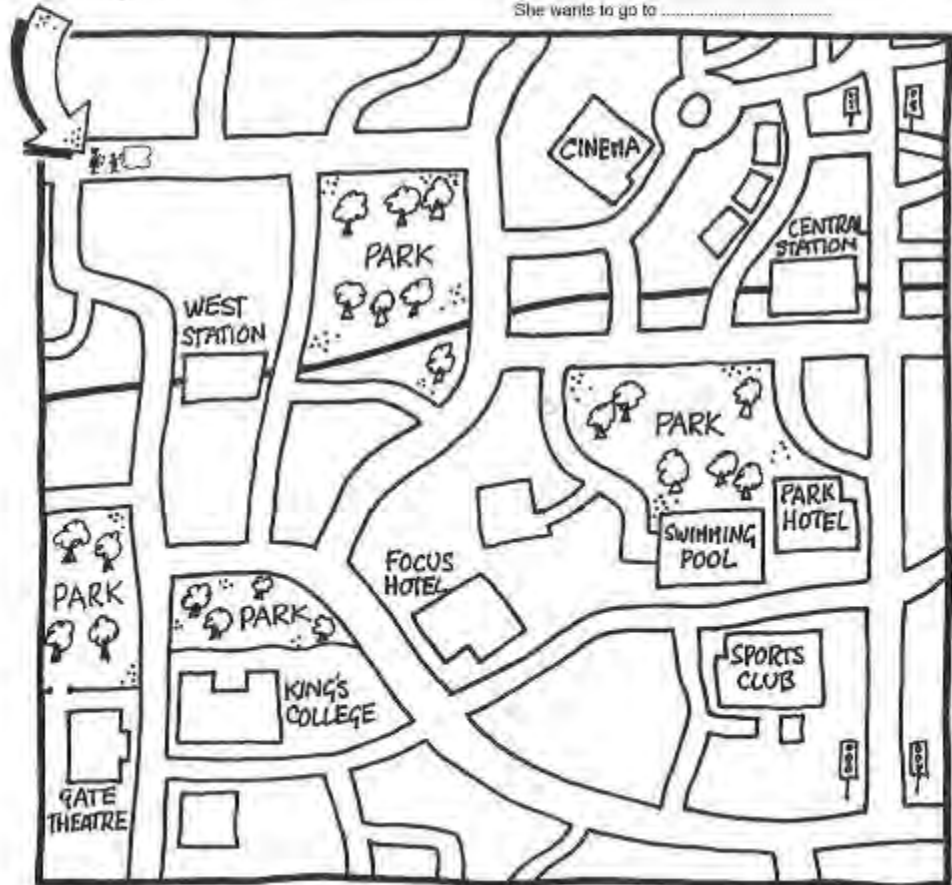 She wants to go to ..............................
CINEMA
CENTRAL
STATION
PARK
WEST
STATION
PARK
PARK
HOTEL
SWIMMING
POOL
FOCUS
HOTEL
PARK
PARK
SPORTS
CLUB
KING'S
COLLEGE
GATE
THEATRE